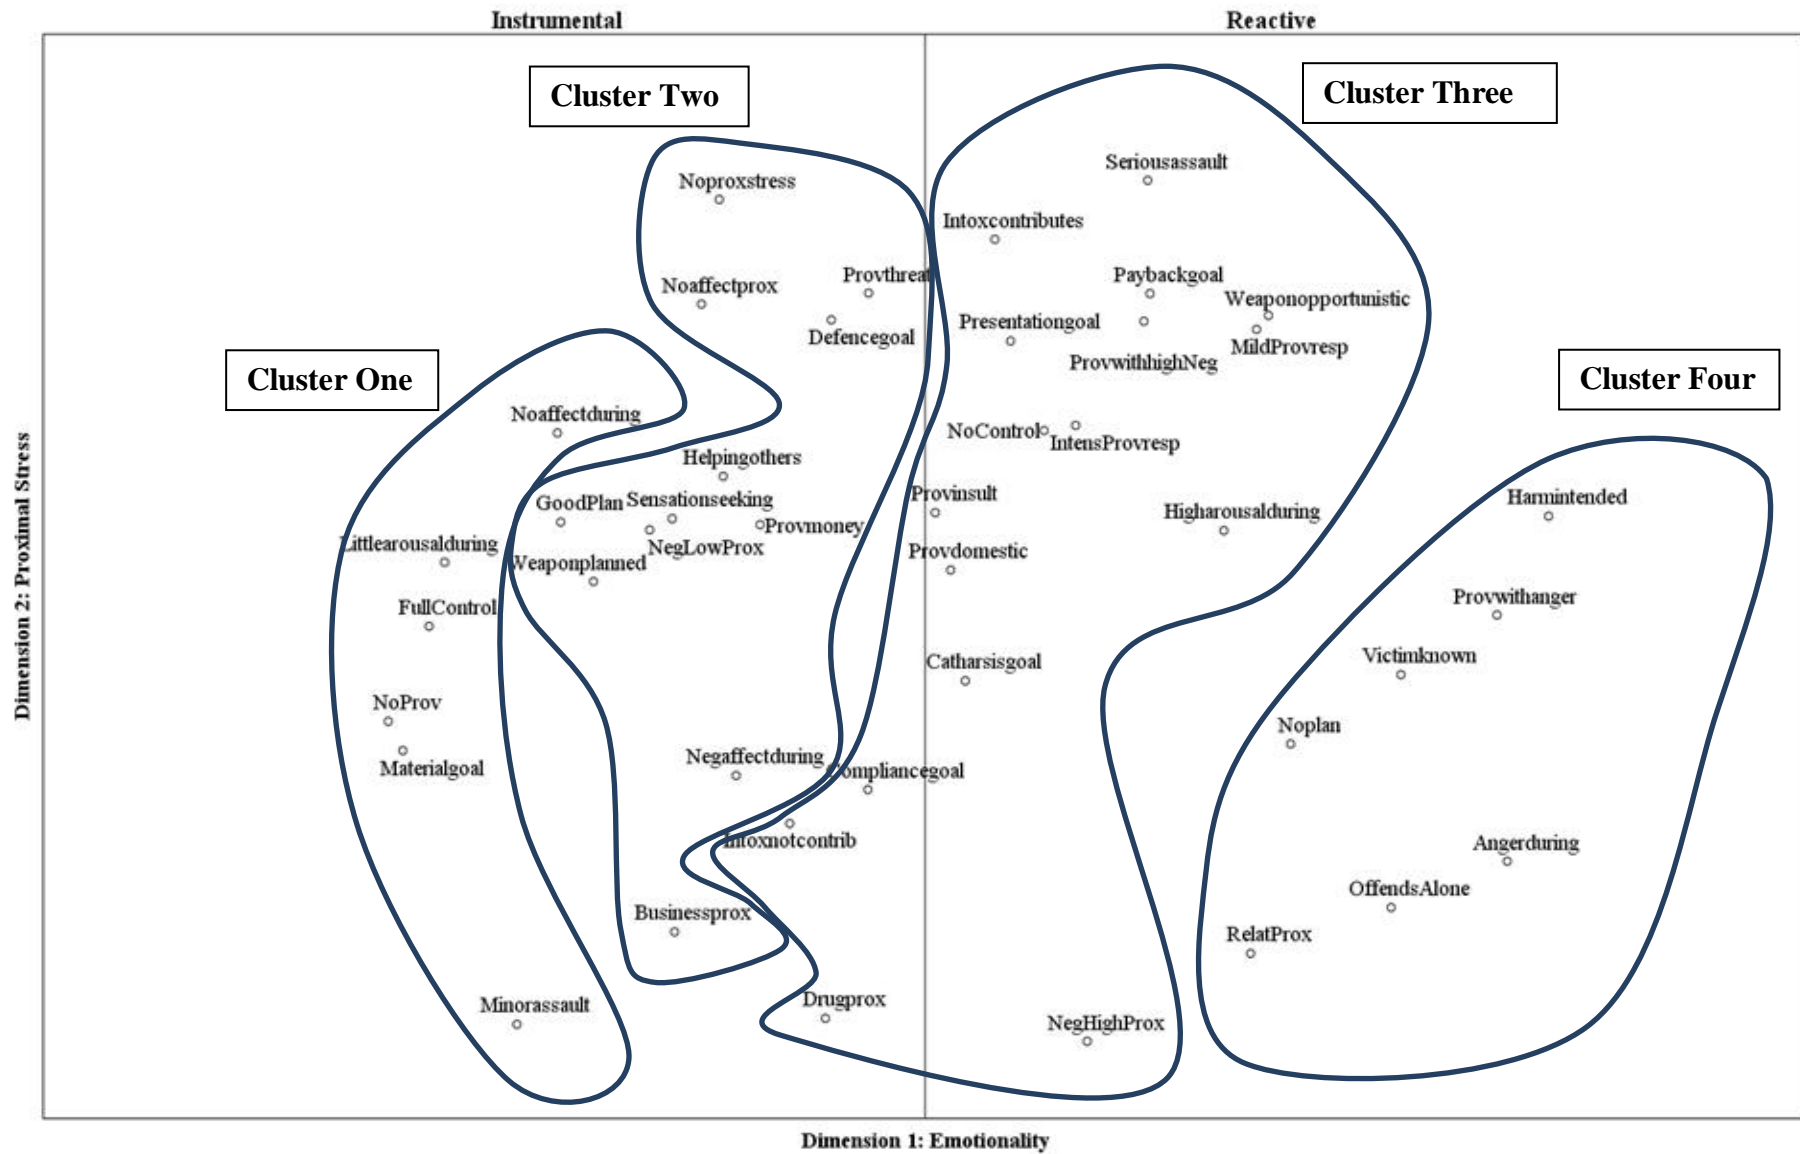 Instrumental
Reactive
Cluster Two
Cluster Three
Seriousassault
Noproxstress
Intoxcontributes
Provthreat
Paybackgoal
Noaffectprox
Weaponopportunistic
Presentationgoal
Defencegoal
MildProvresp
ProvwithhighNeg
Cluster One
Cluster Four
Noaffectduring
NoControl
IntensProvresp
Helpingothers
Provinsult
Harmintended
GoodPlan
Sensationseeking
Higharousalduring
Provmoney
Littlearousalduring
NegLowProx
Provdomestic
Weaponplanned
FullControl
Provwithanger
Victimknown
Catharsisgoal
NoProv
Noplan
Negaffectduring
Materialgoal
Compliancegoal
Intoxnotcontrib
Angerduring
OffendsAlone
Businessprox
RelatProx
Drugprox
Minorassault
NegHighProx
Dimension 2: Proximal Stress
Dimension 1: Emotionality